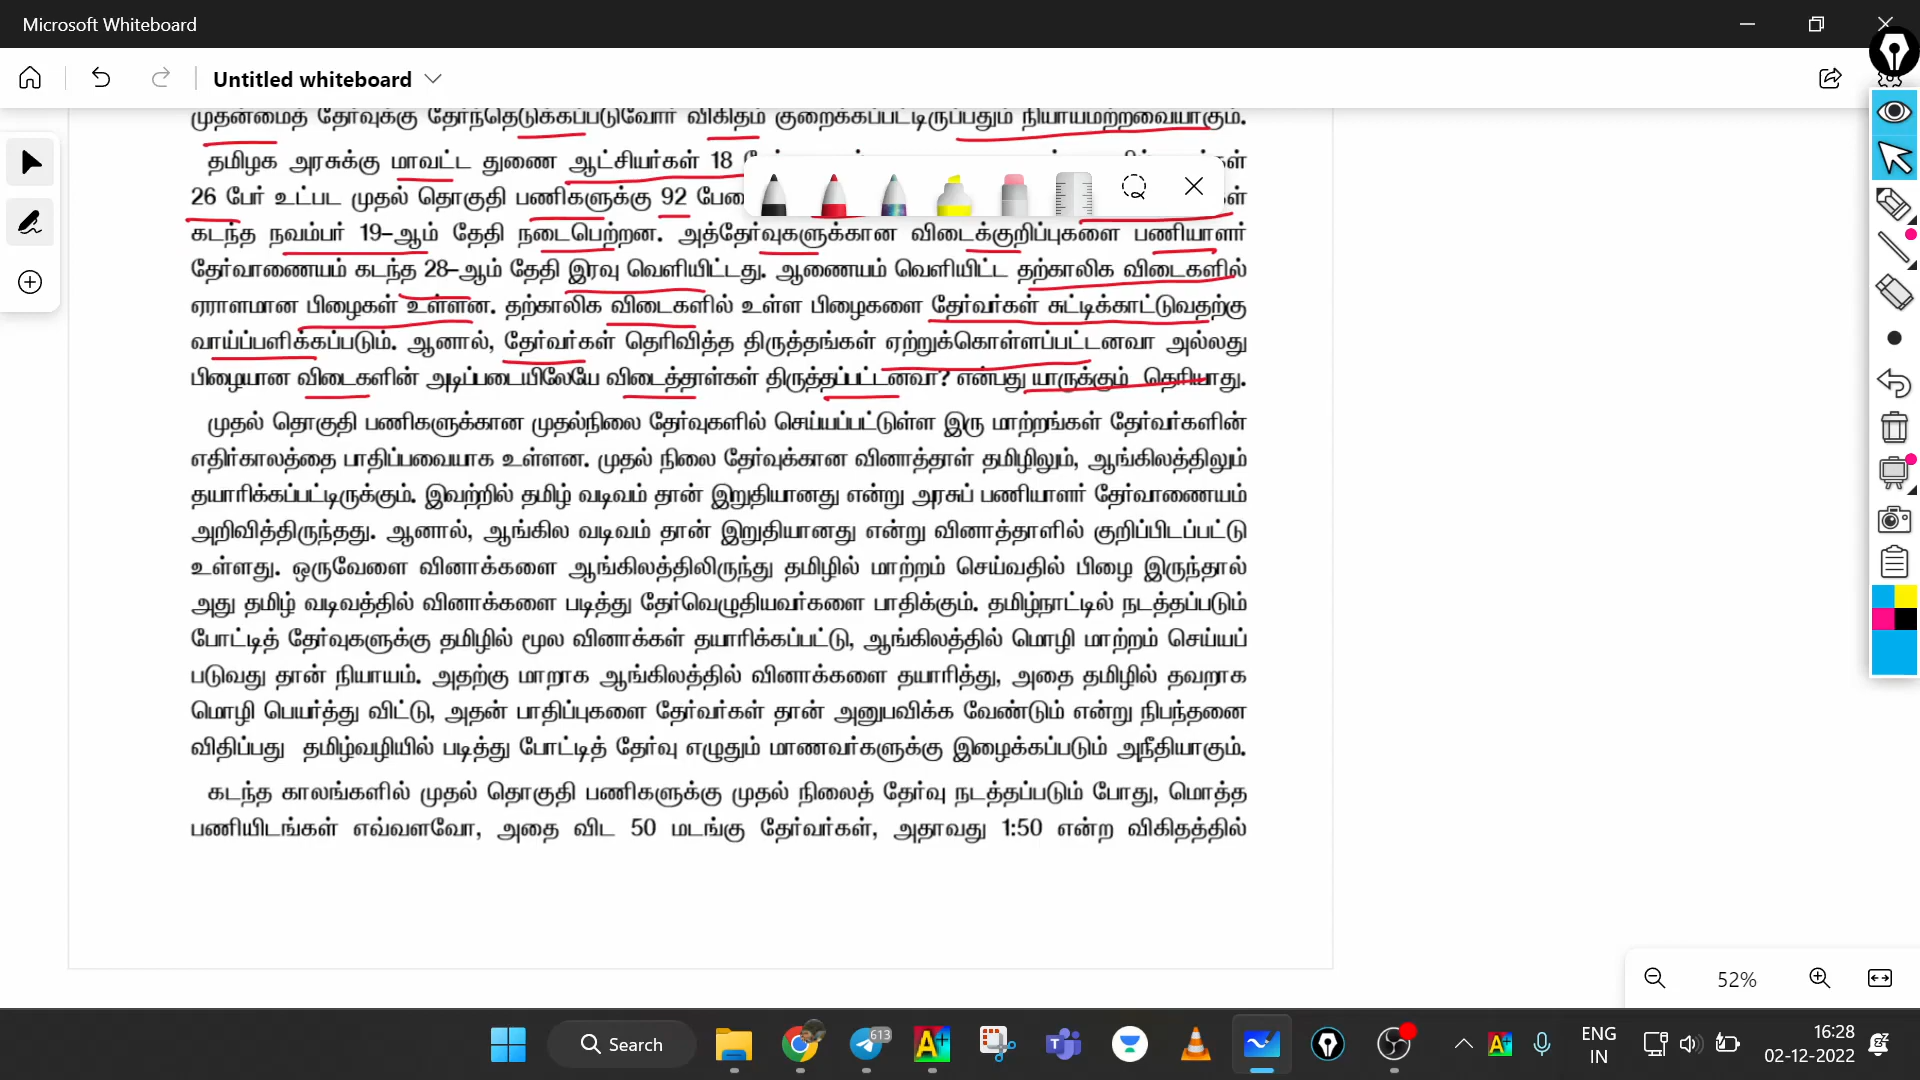 Microsoft Whiteboard
Untitled whiteboard
முதன்மைத் தேர்வுக்கு தேர்ந்தெடுக்கப்படுவோர் விகிதம் குறைக்கப்பட்டிருப்பதும் நியாயமற்றவையாகும்.
தமிழக அரசுக்கு மாவட்ட துணை ஆட்சியர்கள் 18
26 பேர் உட்பட முதல் தொகுதி பணிகளுக்கு 92
கடந்த நவம்பர் 19-ஆம் தேதி நடைபெற்றன. அத்தேர்வுகளுக்கான விடைக்குறிப்புகளை பணியாளர்
தேர்வாணையம் கடந்த 28-ஆம் தேதி இரவு வெளியிட்டது. ஆணையம் வெளியிட்ட தற்காலிக விடைகளில்
ஏராளமான பிழைகள் உள்ளன. தற்காலிக விடைகளில் உள்ள பிழைகளை தேர்வர்கள் சுட்டிக்காட்டுவதற்கு
வாய்ப்பளிக்கப்படும். ஆனால், தேர்வர்கள் தெரிவித்த திருத்தங்கள் ஏற்றுக்கொள்ளப்பட்டனவா அல்லது
பிழையான விடைகளின் அடிப்படையிலேயே விடைத்தாள்கள் திருத்தப்பட்டனவா? என்பது யாருக்கும் தெரியாது.
முதல் தொகுதி பணிகளுக்கான முதல்நிலை தேர்வுகளில் செய்யப்பட்டுள்ள இரு மாற்றங்கள் தேர்வர்களின்
எதிர்காலத்தை பாதிப்பவையாக உள்ளன. முதல் நிலை தேர்வுக்கான வினாத்தாள் தமிழிலும், ஆங்கிலத்திலும்
தயாரிக்கப்பட்டிருக்கும். இவற்றில் தமிழ் வடிவம் தான் இறுதியானது என்று அரசுப் பணியாளர் தேர்வாணையம்
அறிவித்திருந்தது. ஆனால், ஆங்கில வடிவம் தான் இறுதியானது என்று வினாத்தாளில் குறிப்பிடப்பட்டு
உள்ளது. ஒருவேளை வினாக்களை ஆங்கிலத்திலிருந்து தமிழில் மாற்றம் செய்வதில் பிழை இருந்தால்
அது தமிழ் வடிவத்தில் வினாக்களை படித்து தேர்வெழுதியவர்களை பாதிக்கும். தமிழ்நாட்டில் நடத்தப்படும்
போட்டித் தேர்வுகளுக்கு தமிழில் மூல வினாக்கள் தயாரிக்கப்பட்டு, ஆங்கிலத்தில் மொழி மாற்றம் செய்யப்
படுவது தான் நியாயம். அதற்கு மாறாக ஆங்கிலத்தில் வினாக்களை தயாரித்து, அதை தமிழில் தவறாக
மொழி பெயர்த்து விட்டு, அதன் பாதிப்புகளை தேர்வர்கள் தான் அனுபவிக்க வேண்டும் என்று நிபந்தனை
விதிப்பது தமிழ்வழியில் படித்து போட்டித் தேர்வு எழுதும் மாணவர்களுக்கு இழைக்கப்படும் அநீதியாகும்.
கடந்த காலங்களில் முதல் தொகுதி பணிகளுக்கு முதல் நிலைத் தேர்வு நடத்தப்படும் போது, மொத்த
பணியிடங்கள் எவ்வளவோ, அதை விட 50 மடங்கு தேர்வர்கள், அதாவது 1:50 என்ற விகிதத்தில்
52%
Search
613
ENG
IN
16:28
02-12-2022